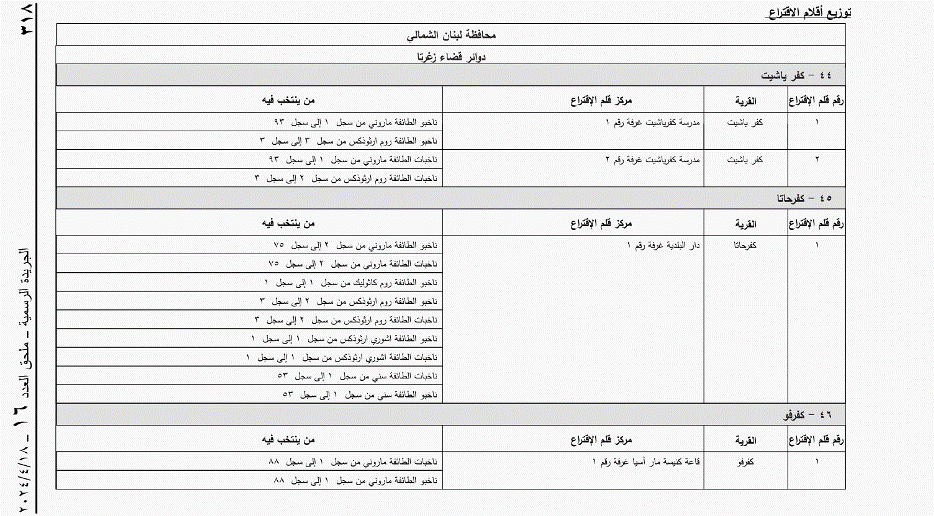 توزيع أقلام الاقتراع
محافظة لبنان الشمالي
دوائر قضاء زغرتا
٤٤ - كفر ياشيت
رقم قلم الإقتراع القرية مركز قلم الإقتراع من ينتخب فيه
١ كفر ياشيت مدرسة كفرياشيت غرفة رقم ١ ناخبو الطائفة ماروني من سجل ١ إلى سجل ٩٣
ناخبو الطائفة روم ارثوذكس من سجل ٣ إلى سجل ٣
٢ كفر ياشيت مدرسة كفرياشيت غرفة رقم ٢ ناخبات الطائفة ماروني من سجل ١ إلى سجل ٩٣
ناخبات الطائفة روم ارثوذكس من سجل ٢ إلى سجل ٣
٤٥ - كفرحاتا
رقم قلم الإقتراع القرية مركز قلم الإقتراع من ينتخب فيه
١ كفرحاتا دار البلدية غرفة رقم ١ ناخبو الطائفة ماروني من سجل ٢ إلى سجل ٧٥
ناخبات الطائفة ماروني من سجل ٢ إلى سجل ٧٥
ناخبو الطائفة روم كاثوليك من سجل ١ إلى سجل ١
ناخبو الطائفة روم ارثوذكس من سجل ٢ إلى سجل ٣
ناخبات الطائفة روم ارثوذكس من سجل ٢ إلى سجل ٣
ناخبو الطائفة اشوري ارثوذكس من سجل ١ إلى سجل ١
ناخبات الطائفة اشوري ارثوذكس من سجل ١ إلى سجل ١
ناخبات الطائفة سني من سجل ١ إلى سجل ٥٣
ناخبو الطائفة سني من سجل ١ إلى سجل ٥٣
٤٦ - كفرفو
رقم قلم الإقتراع القرية مركز قلم الإقتراع من ينتخب فيه
١ كفرفو قاعة كنيسة مار آسيا غرفة رقم ١ ناخبات الطائفة ماروني من سجل ١ إلى سجل ٨٨
ناخبو الطائفة ماروني من سجل ١ إلى سجل ٨٨
٣١٨
الجريدة الرسمية ـ ملحق العدد ١٦ ـ ٢٠٢٤/٤/١٨